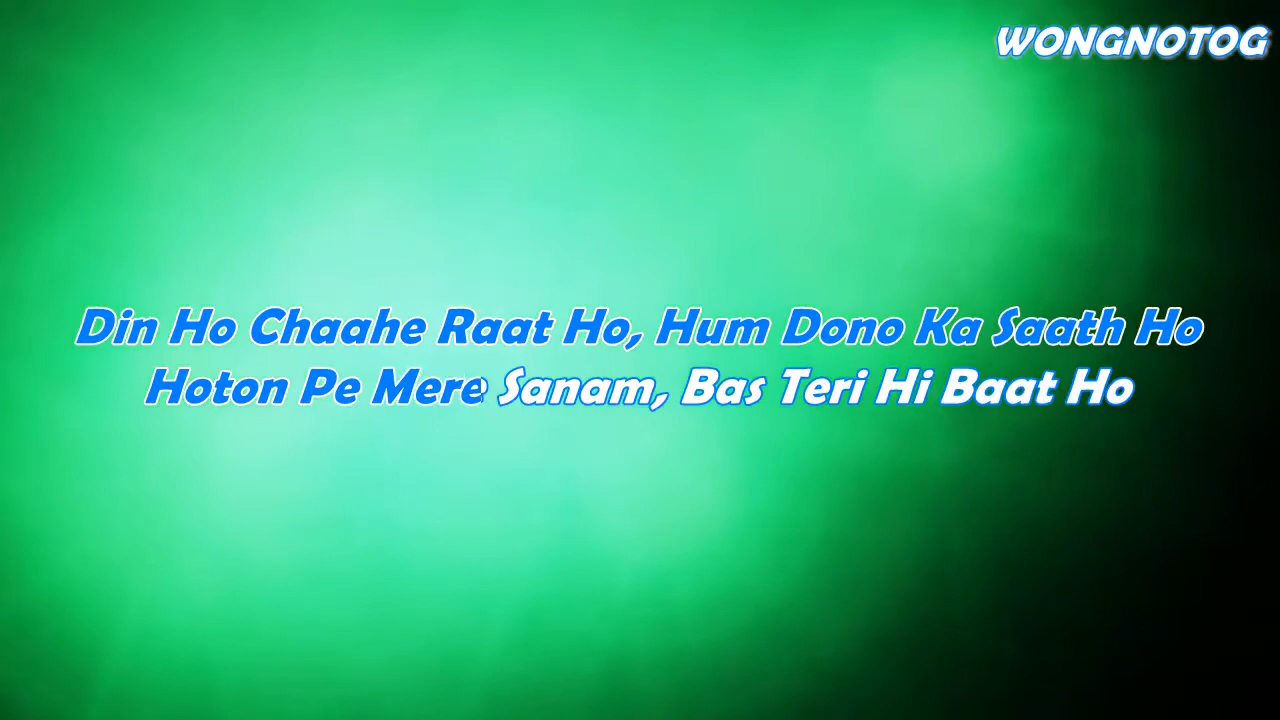 WONGNOTOG
Din Ho Chaahe Raat Ho, Hum Dono Ka Saath Ho
Hoton Pe Mere Sanam, Bas Teri Hi Baat Ho